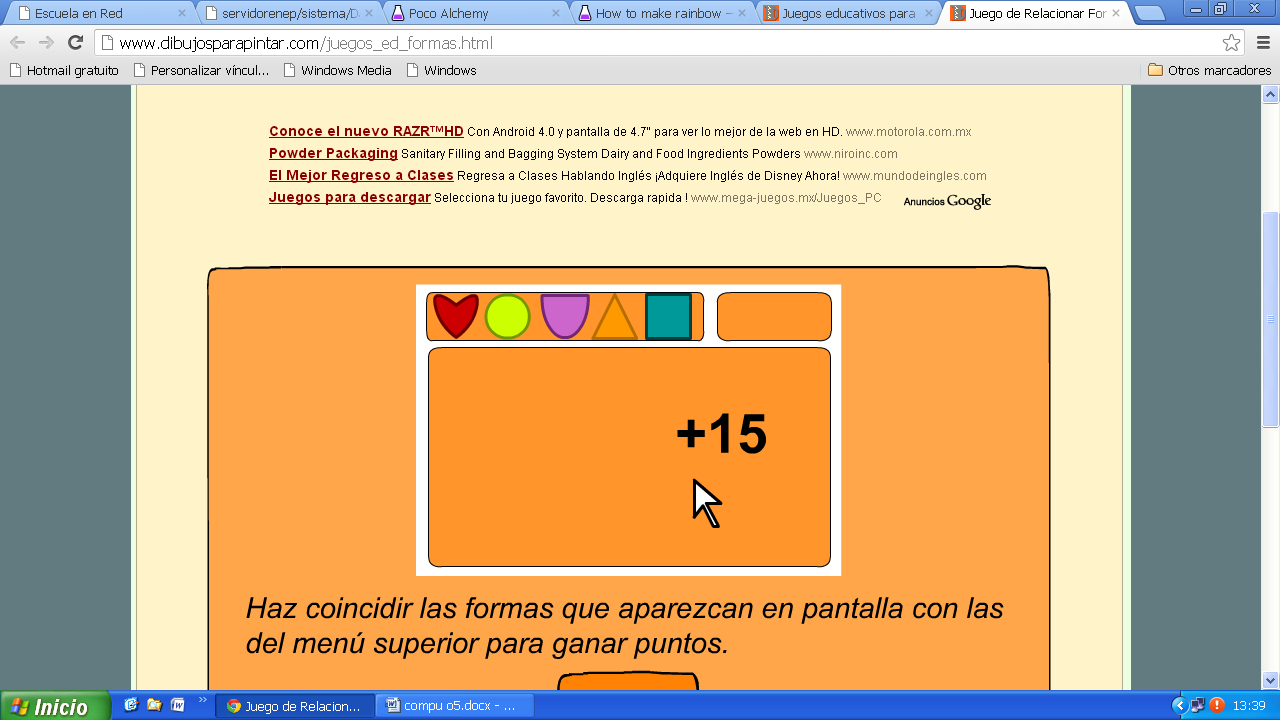 Escuela en Red
servidorenep/sistema/D
Poco Alchemy
How to make rainbow –
Juegos educativos para
Juego de Relacionar For
www.dibujosparapintar.com/juegos_ed_formas.html
Hotmail gratuito
Personalizar víncul...
Windows Media
Windows
Otros marcadores
Conoce el nuevo RAZR™HD Con Android 4.0 y pantalla de 4.7" para ver lo mejor de la web en HD. www.motorola.com.mx
Powder Packaging Sanitary Filling and Bagging System Dairy and Food Ingredients Powders www.niroinc.com
El Mejor Regreso a Clases Regresa a Clases Hablando Inglés ¡Adquiere Inglés de Disney Ahora! www.mundodeingles.com
Juegos para descargar Selecciona tu juego favorito. Descarga rapida ! www.mega-juegos.mx/Juegos_PC
Anuncios Google
+15
Haz coincidir las formas que aparezcan en pantalla con las
del menú superior para ganar puntos.
Inicio
Juego de Relacion...
compu o5.docx - ...
13:39